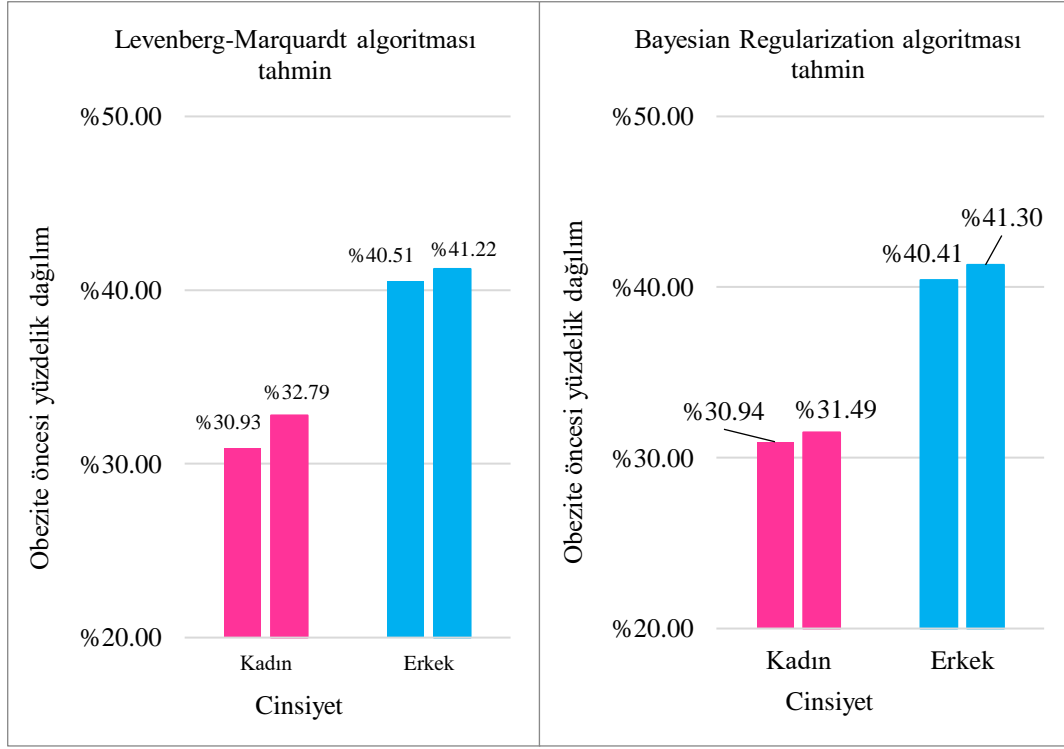 Levenberg-Marquardt algoritması
tahmin
%50.00
%40.00
%30.00
%20.00
Obezite öncesi yüzdelik dağılım
%30.93
%32.79
%40.51
%41.22
Kadın
Erkek
Cinsiyet
Bayesian Regularization algoritması
tahmin
%50.00
%40.00
%30.00
%20.00
Obezite öncesi yüzdelik dağılım
%30.94
%31.49
%40.41
%41.30
Kadın
Erkek
Cinsiyet